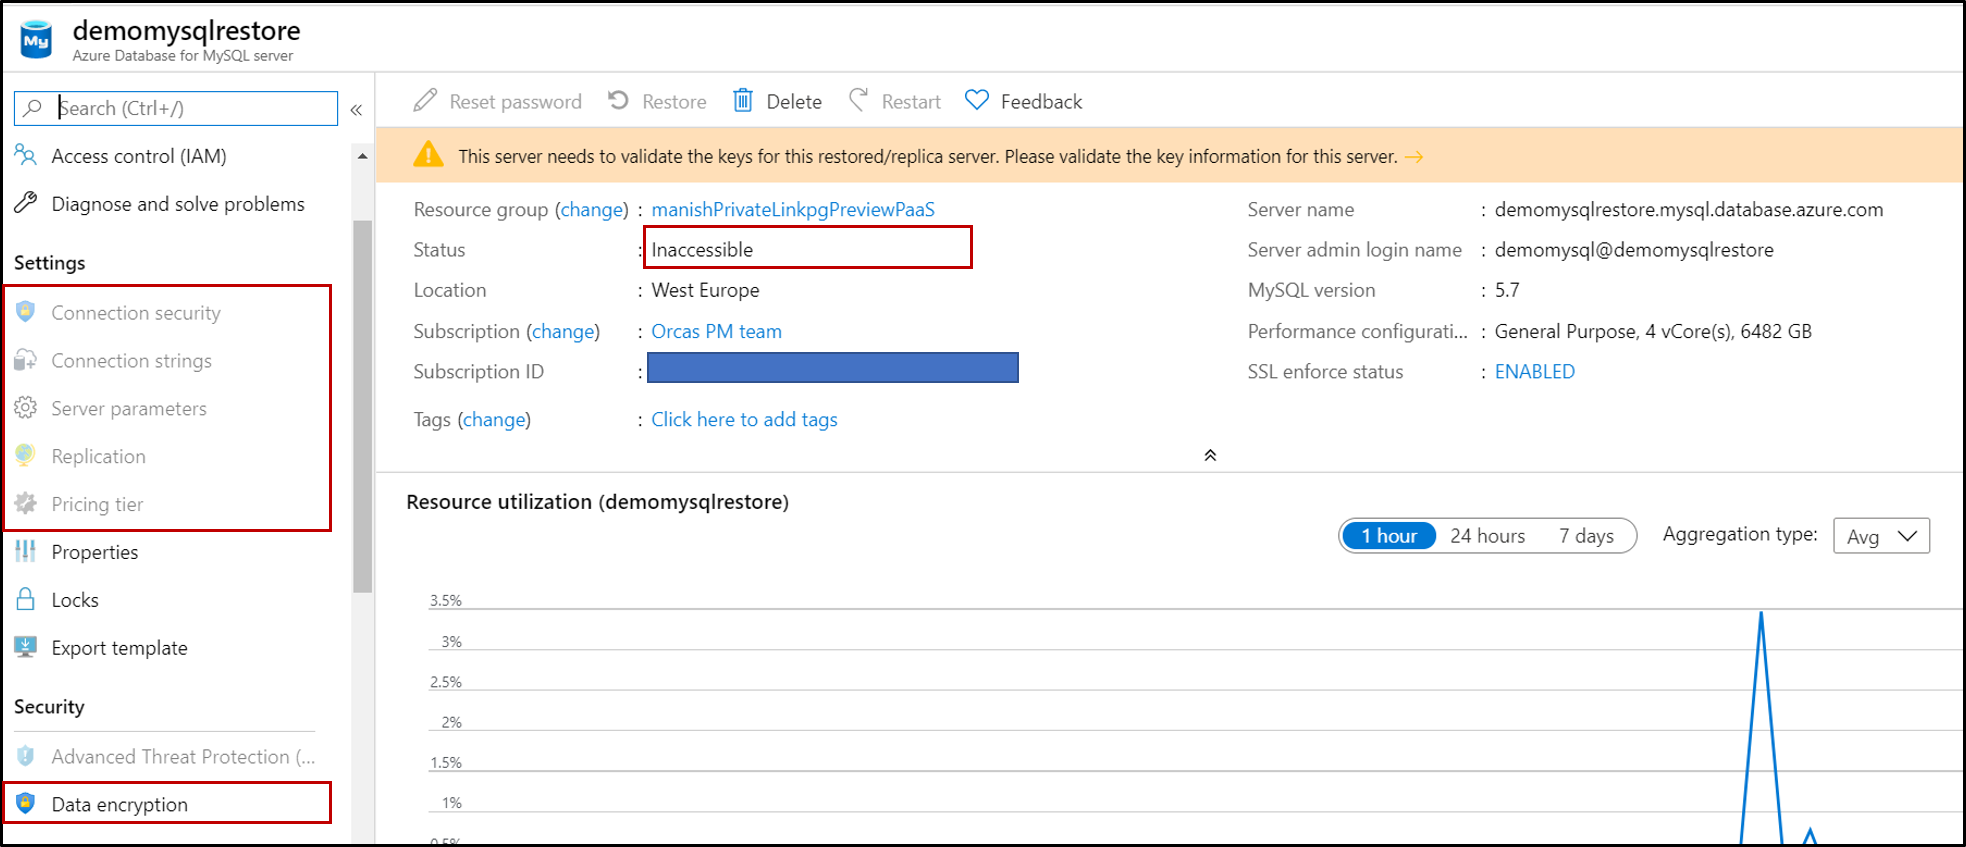 demomysqlrestore
Azure Database for MySQL server
My
Search (Ctrl+/)
«
Access control (IAM)
Diagnose and solve problems
Settings
Connection security
Connection strings
Server parameters
Replication
Pricing tier
Properties
Locks
Export template
Security
Advanced Threat Protection (...
Data encryption
Reset password Restore Delete Restart Feedback
This server needs to validate the keys for this restored/replica server. Please validate the key information for this server. →
Resource group (change) : manishPrivateLinkpgPreviewPaaS
Status : Inaccessible
Location : West Europe
Subscription (change) : Orcas PM team
Subscription ID :
Tags (change) : Click here to add tags
Server name : demomysqlrestore.mysql.database.azure.com
Server admin login name : demomysql@demomysqlrestore
MySQL version : 5.7
Performance configurati... : General Purpose, 4 vCore(s), 6482 GB
SSL enforce status : ENABLED
Resource utilization (demomysqlrestore)
1 hour 24 hours 7 days Aggregation type: Avg
3.5%
3%
2.5%
2%
1.5%
1%
0.5%